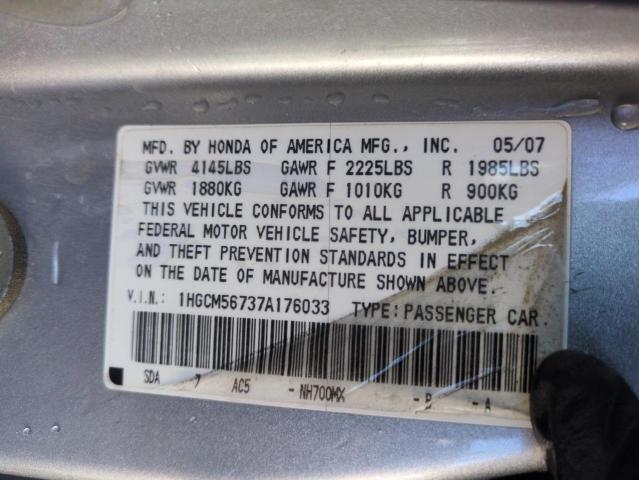 MFD. BY HONDA OF AMERICA MFG., INC. 05/07
GVWR 4145LBS GAWR F 2225LBS R 1985LBS
GVWR 1880KG GAWR F 1010KG R 900KG
THIS VEHICLE CONFORMS TO ALL APPLICABLE
FEDERAL MOTOR VEHICLE SAFETY, BUMPER,
AND THEFT PREVENTION STANDARDS IN EFFECT
ON THE DATE OF MANUFACTURE SHOWN ABOVE.
V.I.N.: 1HGCM56737A176033 TYPE: PASSENGER CAR.
SDA , AC5 - NH700MX - B - A